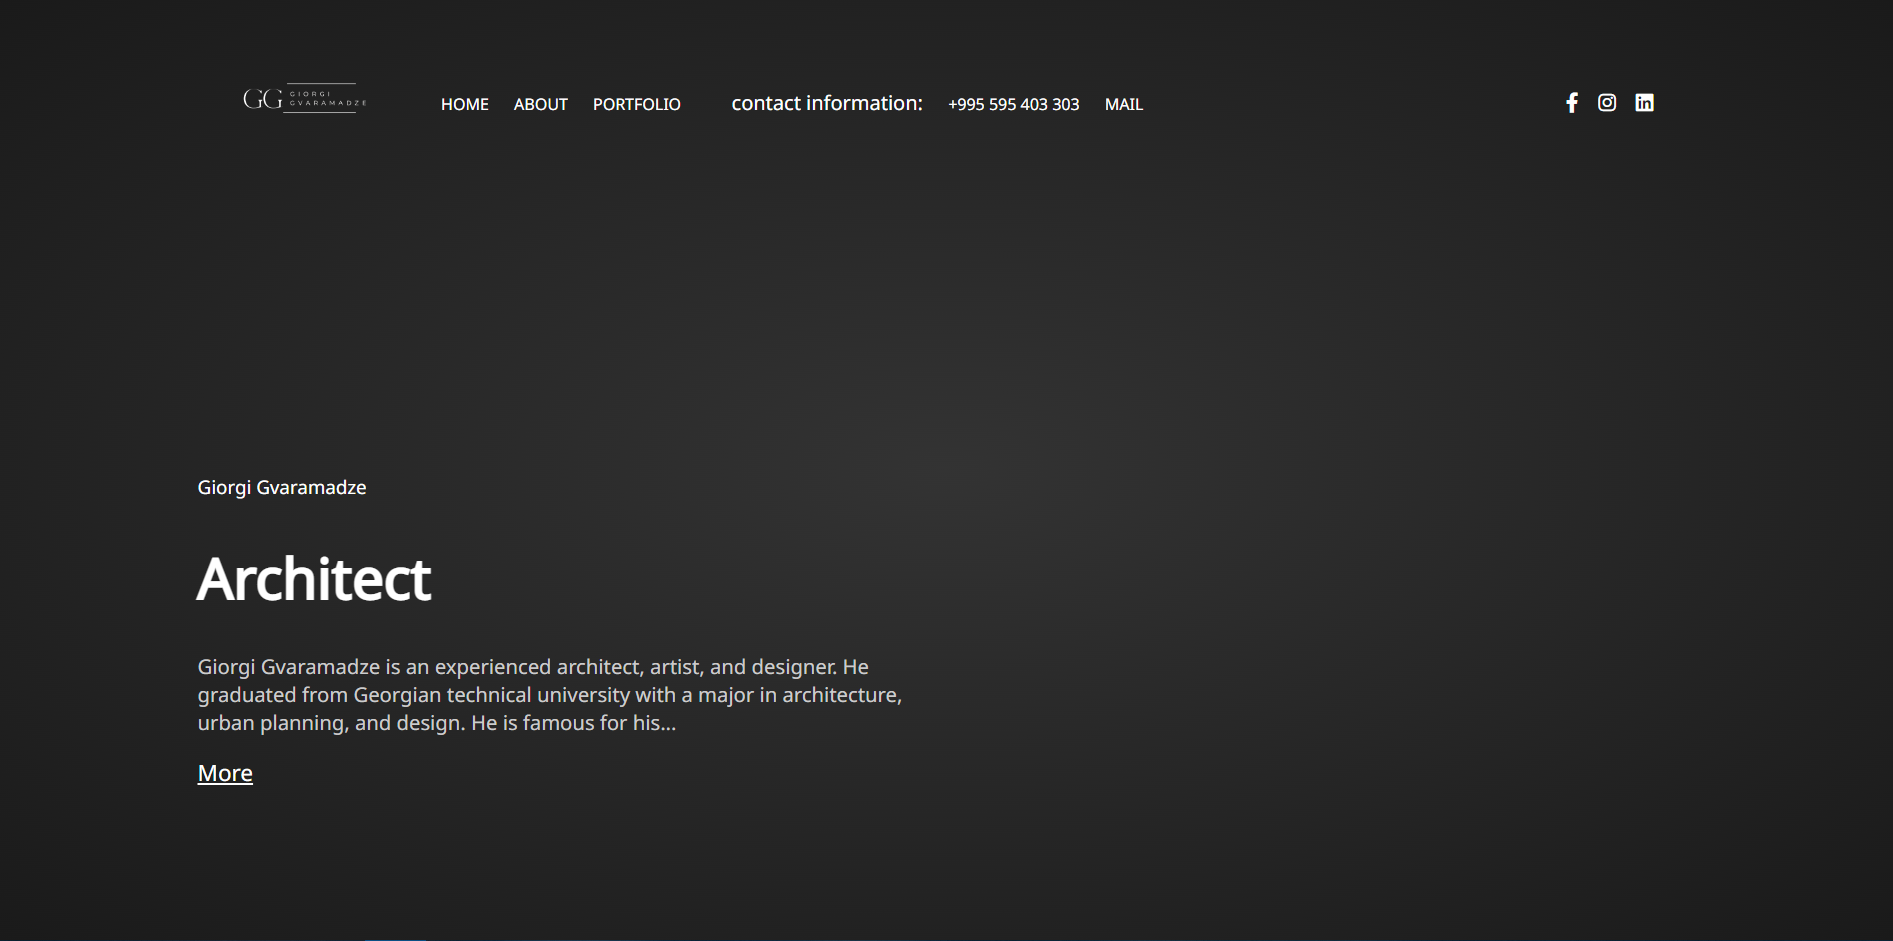 GG GIORGI
GVARAMADZE
HOME ABOUT PORTFOLIO contact information: +995 595 403 303 MAIL
Giorgi Gvaramadze
Architect
Giorgi Gvaramadze is an experienced architect, artist, and designer. He
graduated from Georgian technical university with a major in architecture,
urban planning, and design. He is famous for his...
More